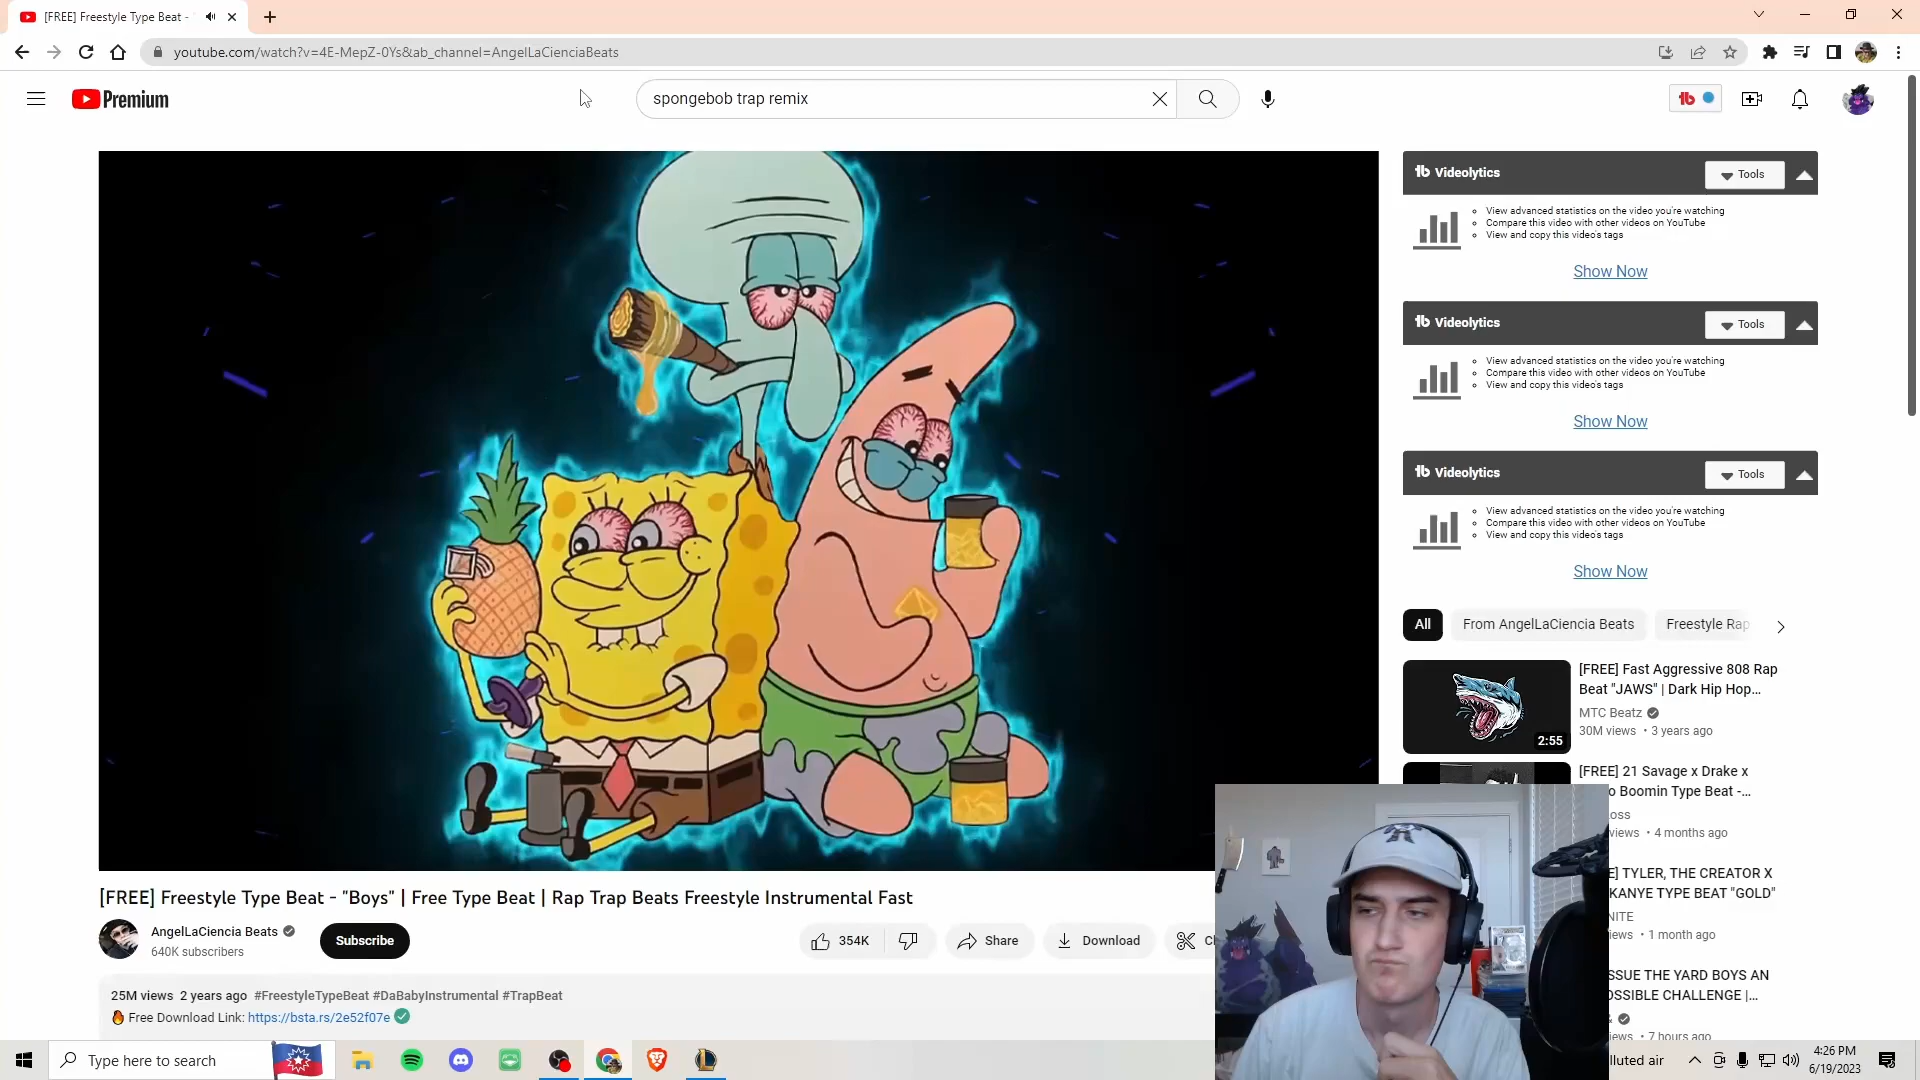 [FREE] Freestyle Type Beat -
youtube.com/watch?v=4E-MepZ-0Ys&ab_channel=AngelLaCienciaBeats
Premium
spongebob trap remix
Videolytics
Tools
View advanced statistics on the video you're watching
Compare this video with other videos on YouTube
View and copy this video's tags
Show Now
Videolytics
Tools
View advanced statistics on the video you're watching
Compare this video with other videos on YouTube
View and copy this video's tags
Show Now
Videolytics
Tools
View advanced statistics on the video you're watching
Compare this video with other videos on YouTube
View and copy this video's tags
Show Now
All
From AngelLaCiencia Beats
Freestyle Rap
[FREE] Fast Aggressive 808 Rap
Beat "JAWS" | Dark Hip Hop...
MTC Beatz
30M views • 3 years ago
2:55
[FREE] 21 Savage x Drake x
o Boomin Type Beat -...
oss
views • 4 months ago
E] TYLER, THE CREATOR X
KANYE TYPE BEAT "GOLD"
NITE
iews • 1 month ago
SSUE THE YARD BOYS AN
OSSIBLE CHALLENGE |...
• 7 hours ago
[FREE] Freestyle Type Beat - "Boys" | Free Type Beat | Rap Trap Beats Freestyle Instrumental Fast
AngelLaCiencia Beats
640K subscribers
Subscribe
354K
Share
Download
Cl
25M views 2 years ago #FreestyleTypeBeat #DaBabyInstrumental #TrapBeat
Free Download Link: https://bsta.rs/2e52f07e
Type here to search
lluted air
4:26 PM
6/19/2023